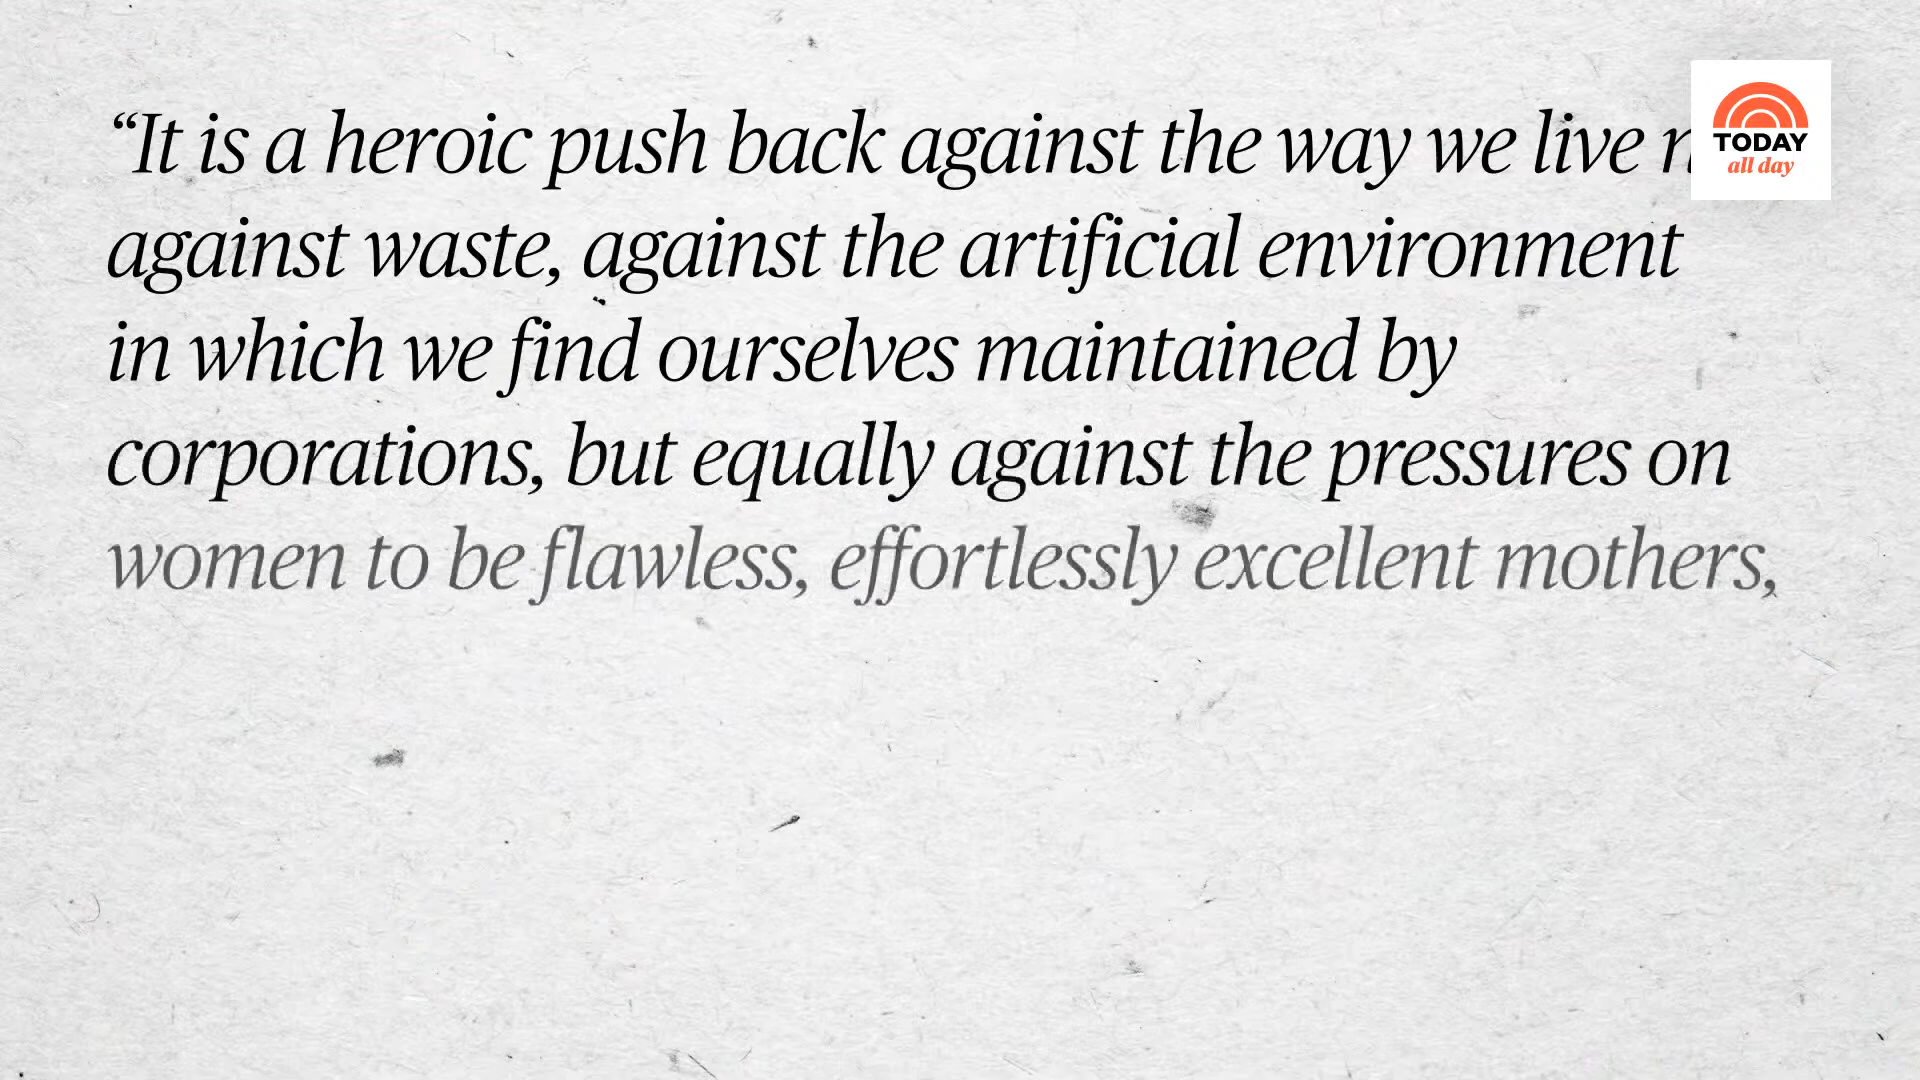 “It is a heroic push back against the way we live
against waste, against the artificial environment
in which we find ourselves maintained by
corporations, but equally against the pressures on
women to be flawless, effortlessly excellent mothers,
TODAY
all day